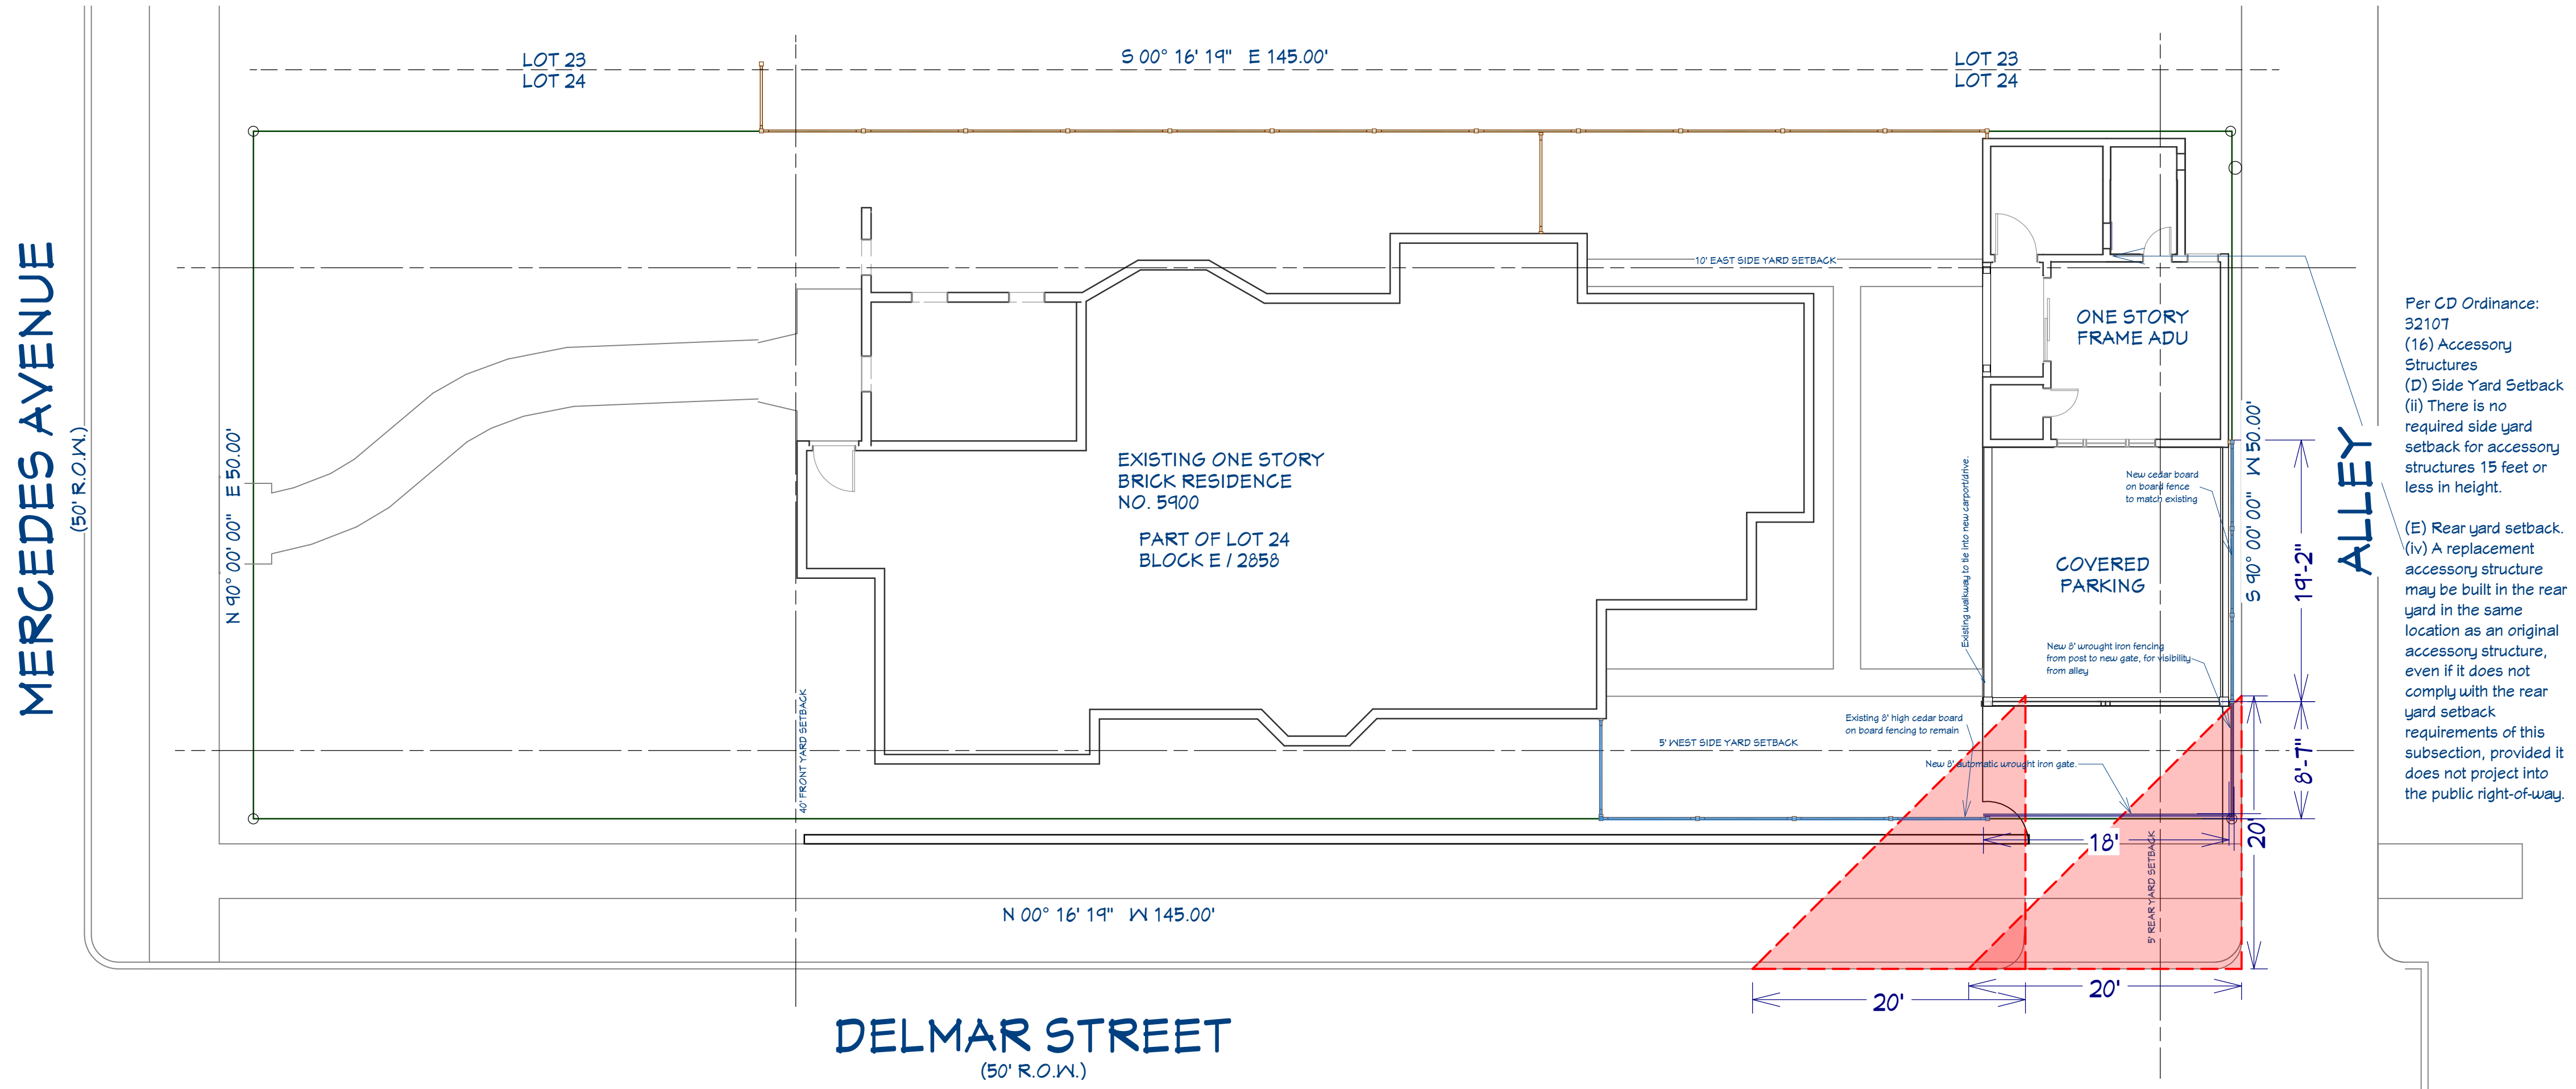 LOT 23
LOT 24
S 00° 16' 19" E 145.00'
LOT 23
LOT 24
MERCEDES AVENUE
(50' R.O.W.)
N 90° 00' 00" E 50.00'
10' EAST SIDE YARD SETBACK
ONE STORY
FRAME ADU
EXISTING ONE STORY
BRICK RESIDENCE
NO. 5900
PART OF LOT 24
BLOCK E / 2858
Existing walkway to tie into new carport/drive.
New cedar board
on board fence
to match existing
COVERED
PARKING
New 8' wrought iron fencing
from post to new gate, for visibility
from alley
S 90° 00' 00" W 50.00'
19'-2"
8'-7"
ALLEY
Per CD Ordinance:
32107
(16) Accessory
Structures
(D) Side Yard Setback
(ii) There is no
required side yard
setback for accessory
structures 15 feet or
less in height.
(E) Rear yard setback.
(iv) A replacement
accessory structure
may be built in the rear
yard in the same
location as an original
accessory structure,
even if it does not
comply with the rear
yard setback
requirements of this
subsection, provided it
does not project into
the public right-of-way.
40' FRONT YARD SETBACK
5' WEST SIDE YARD SETBACK
Existing 8' high cedar board
on board fencing to remain
New 8' automatic wrought iron gate.
18'
20'
5' REAR YARD SETBACK
N 00° 16' 19" W 145.00'
20'
20'
DELMAR STREET
(50' R.O.W.)